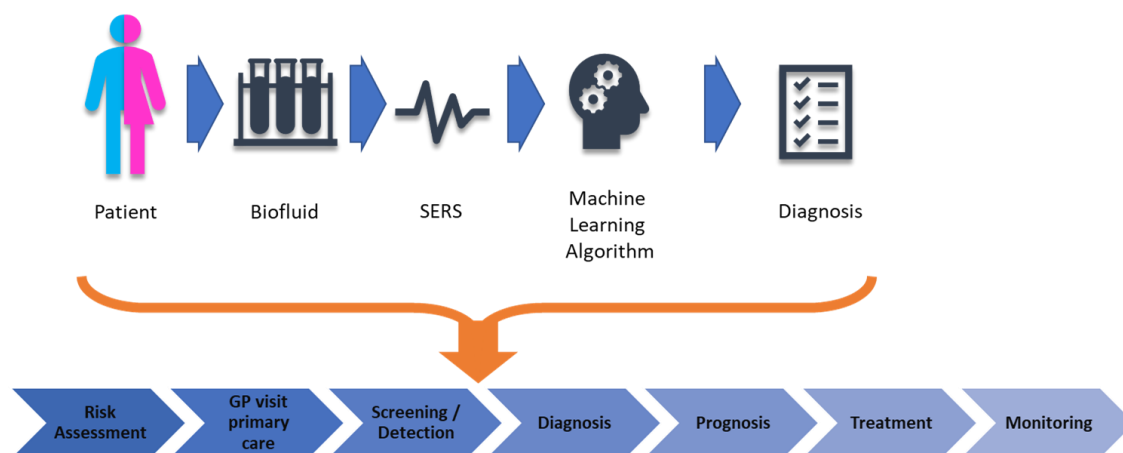 Patient
Biofluid
SERS
Machine
Learning
Algorithm
Diagnosis
Risk
Assessment
GP visit
primary
care
Screening /
Detection
Diagnosis
Prognosis
Treatment
Monitoring